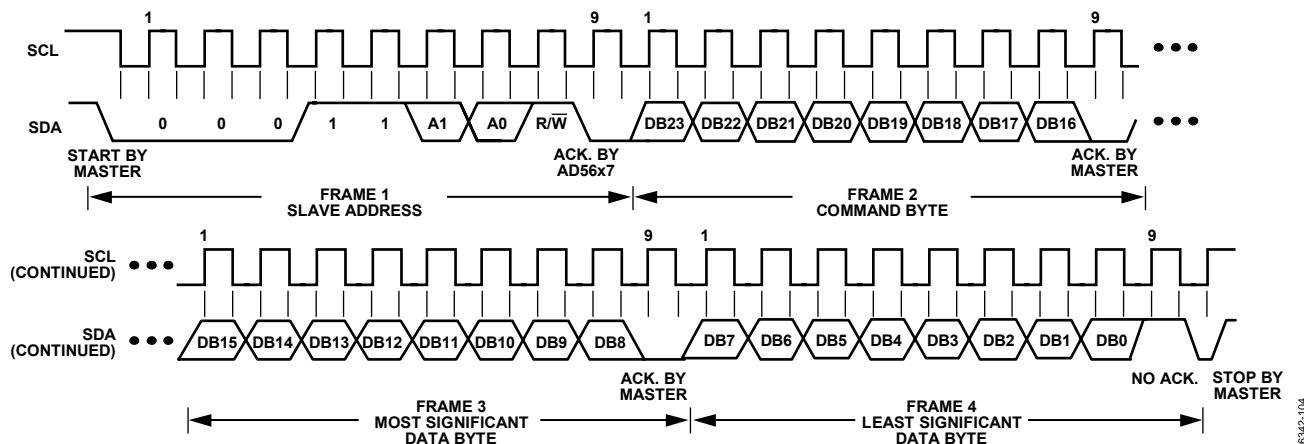 1 9 1 9
SCL
SDA 0 0 0 1 1 A1 A0 R/W̅ DB23 DB22 DB21 DB20 DB19 DB18 DB17 DB16
START BY MASTER
ACK. BY AD56x7
ACK. BY MASTER
FRAME 1
SLAVE ADDRESS
FRAME 2
COMMAND BYTE
1 9 1 9
SCL
(CONTINUED)
SDA
(CONTINUED)
DB15 DB14 DB13 DB12 DB11 DB10 DB9 DB8 DB7 DB6 DB5 DB4 DB3 DB2 DB1 DB0
ACK. BY MASTER
NO ACK.
STOP BY MASTER
FRAME 3
MOST SIGNIFICANT
DATA BYTE
FRAME 4
LEAST SIGNIFICANT
DATA BYTE
6342-104